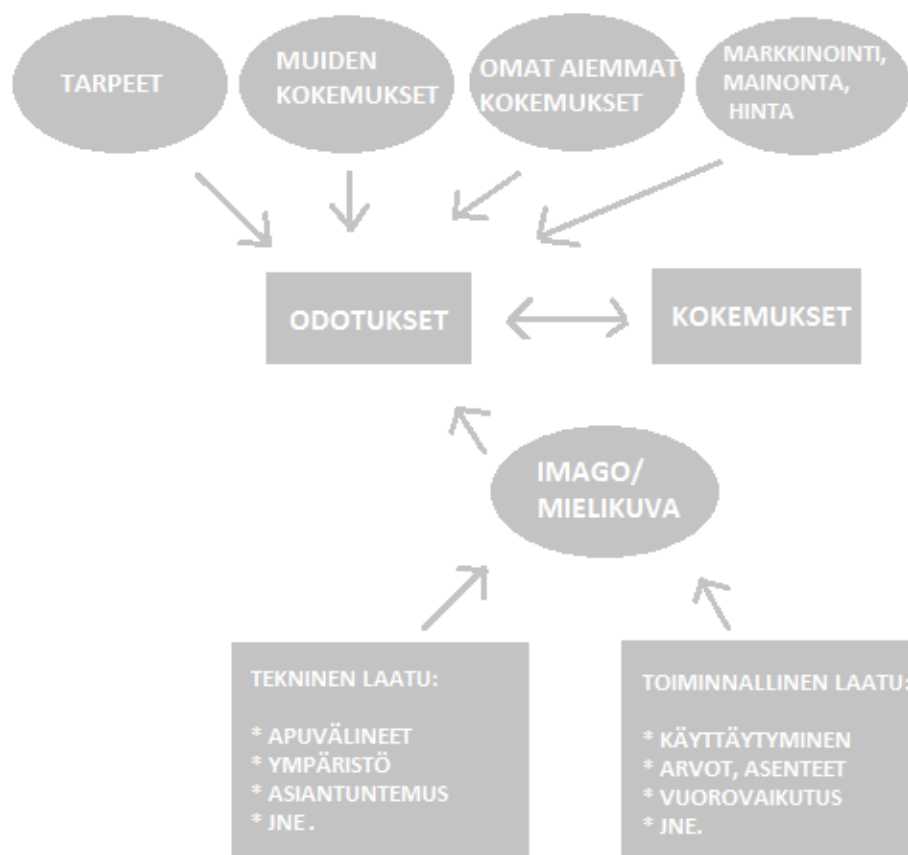 TARPEET
MUIDEN
KOKEMUKSET
OMAT AIEMMAT
KOKEMUKSET
MARKKINOINTI,
MAINONTA,
HINTA
ODOTUKSET
KOKEMUKSET
IMAGO/
MIELIKUVA
TEKNINEN LAATU:
* APUVÄLINEET
* YMPÄRISTÖ
* ASIANTUNTEMUS
* JNE .
TOIMINNALLINEN LAATU:
* KÄYTTÄYTYMINEN
* ARVOT, ASENTEET
* VUOROVAIKUTUS
* JNE.